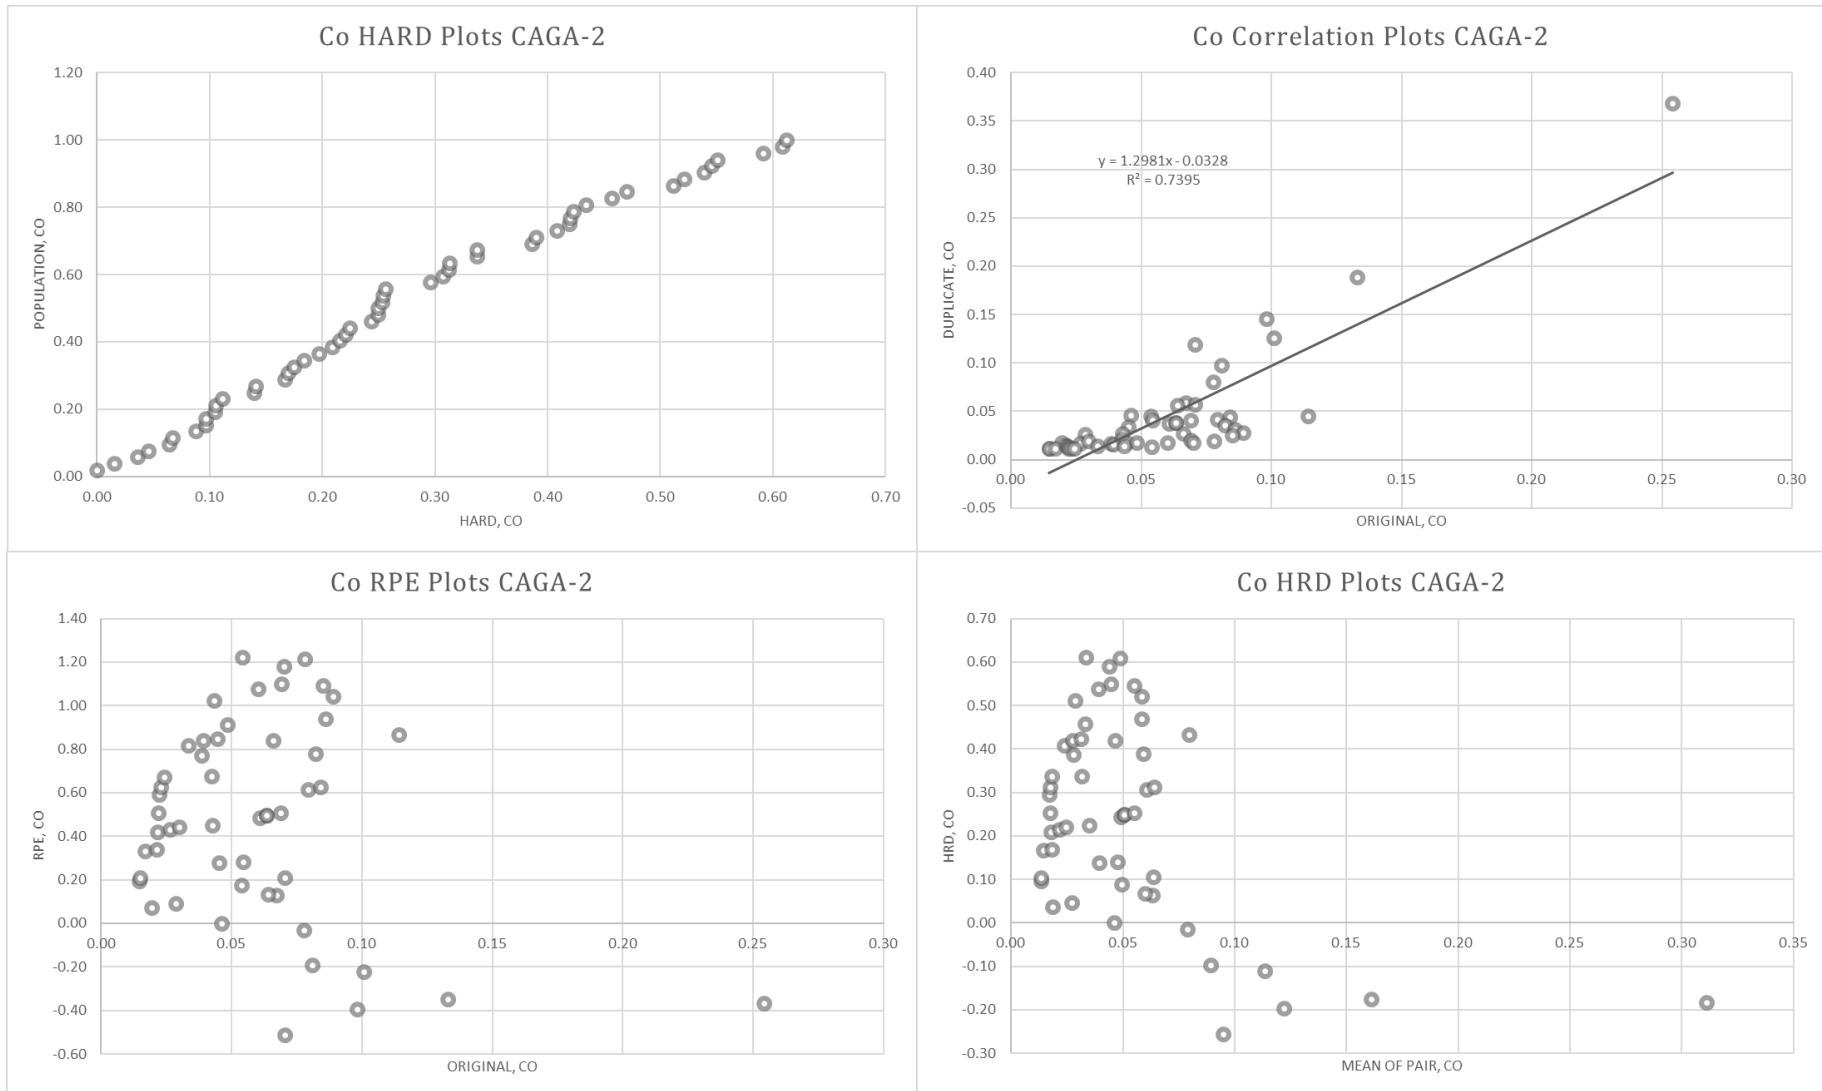 Co HARD Plots CAGA-2
1.20
1.00
0.80
0.60
0.40
0.20
0.00
POPULATION, CO
0.00 0.10 0.20 0.30 0.40 0.50 0.60 0.70
HARD, CO
Co Correlation Plots CAGA-2
0.40
0.35
0.30
0.25
0.20
0.15
0.10
0.05
0.00
-0.05
DUPLICATE, CO
y = 1.2981x - 0.0328
R² = 0.7395
0.00 0.05 0.10 0.15 0.20 0.25 0.30
ORIGINAL, CO
Co RPE Plots CAGA-2
1.40
1.20
1.00
0.80
0.60
0.40
0.20
0.00
-0.20
-0.40
-0.60
RPE, CO
0.00 0.05 0.10 0.15 0.20 0.25 0.30
ORIGINAL, CO
Co HRD Plots CAGA-2
0.70
0.60
0.50
0.40
0.30
0.20
0.10
0.00
-0.10
-0.20
-0.30
HRD, CO
0.00 0.05 0.10 0.15 0.20 0.25 0.30 0.35
MEAN OF PAIR, CO